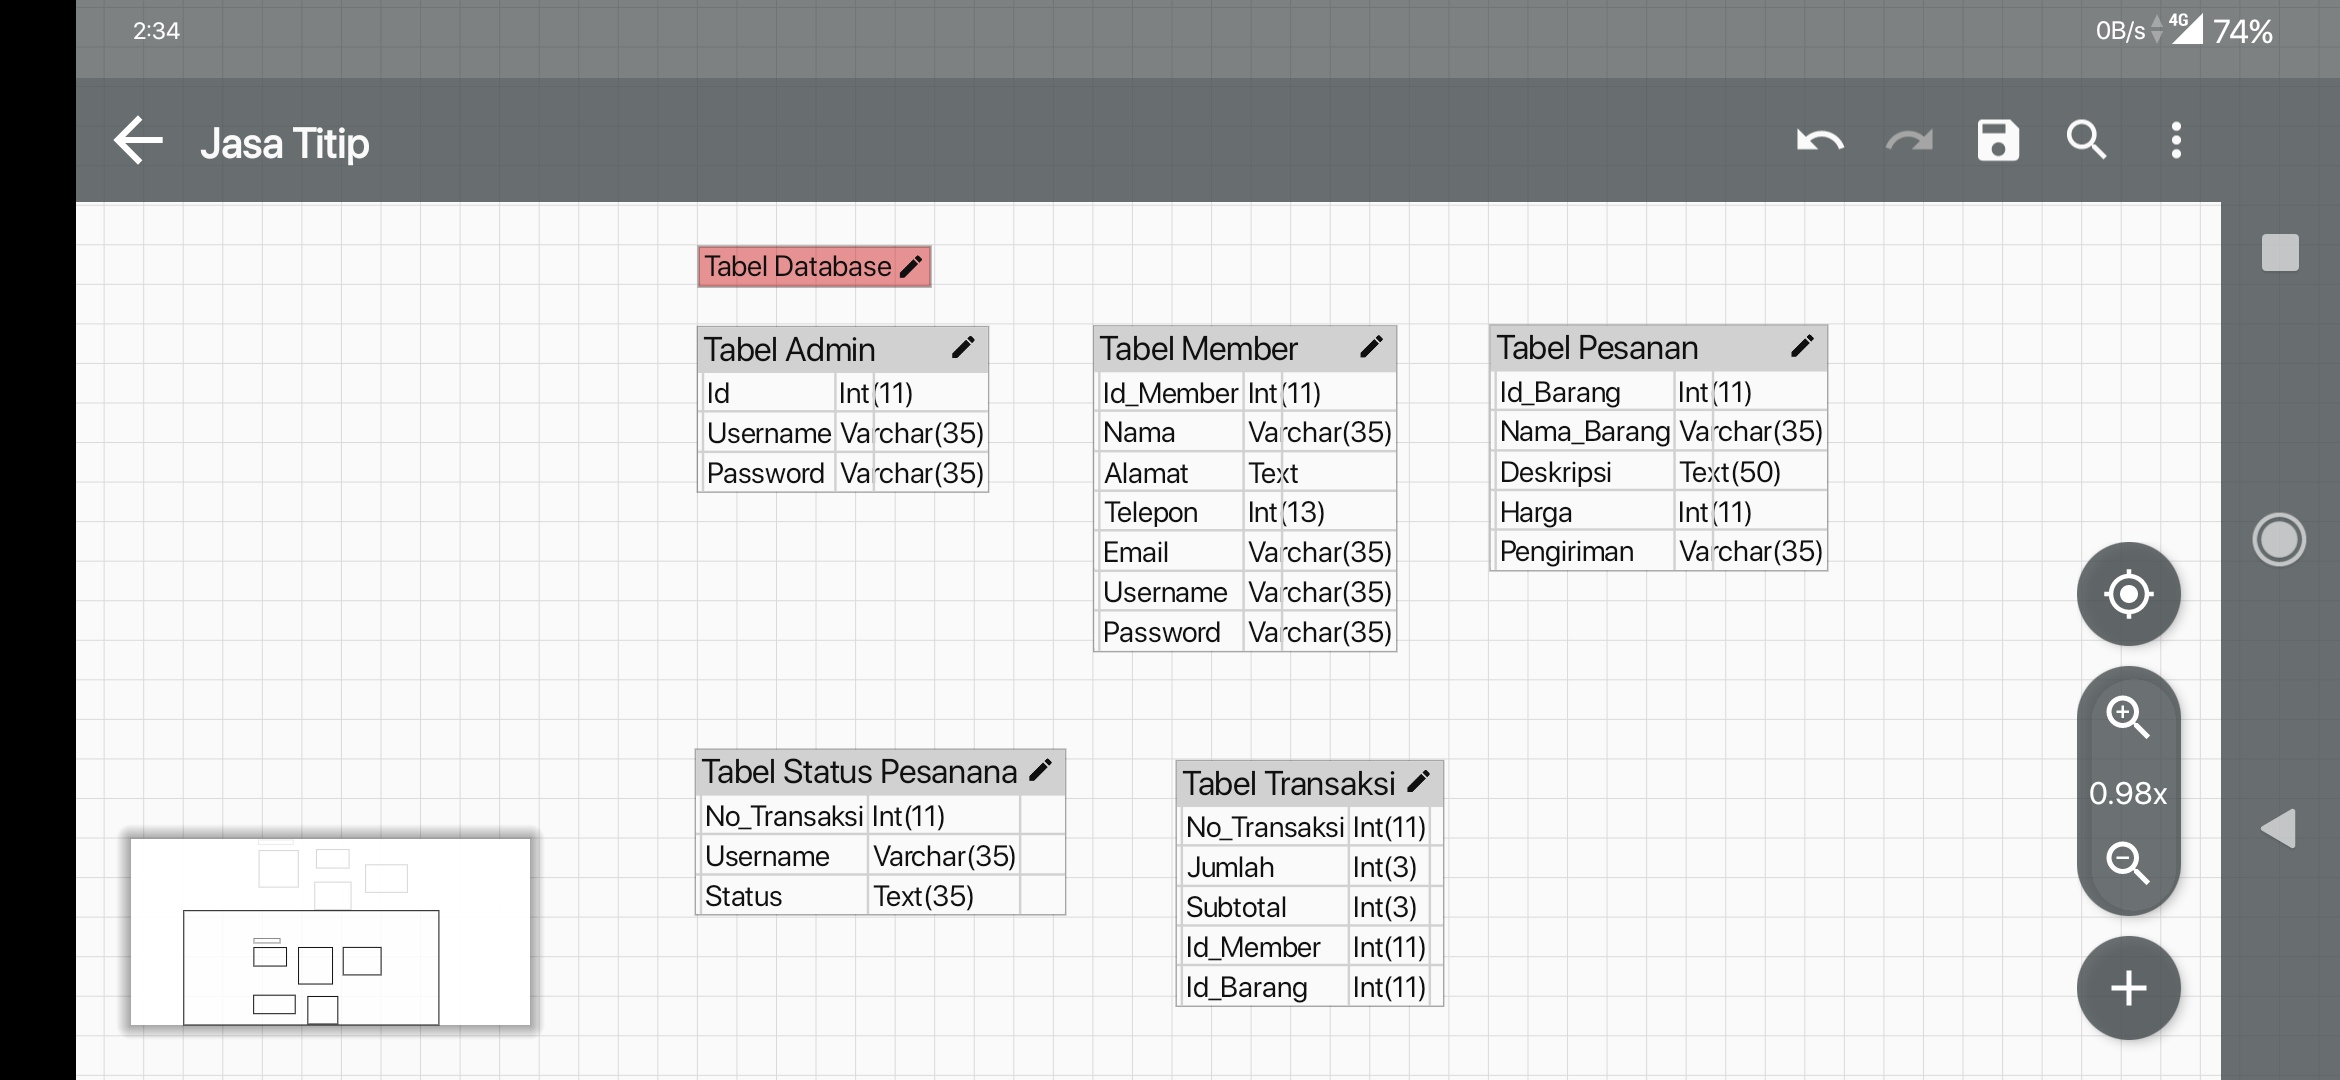 2:34
0B/s 4G 74%
Jasa Titip
Tabel Database
Tabel Admin
Id Int(11)
Username Varchar(35)
Password Varchar(35)
Tabel Member
Id_Member Int(11)
Nama Varchar(35)
Alamat Text
Telepon Int(13)
Email Varchar(35)
Username Varchar(35)
Password Varchar(35)
Tabel Pesanan
Id_Barang Int(11)
Nama_Barang Varchar(35)
Deskripsi Text(50)
Harga Int(11)
Pengiriman Varchar(35)
Tabel Status Pesanana
No_Transaksi Int(11)
Username Varchar(35)
Status Text(35)
Tabel Transaksi
No_Transaksi Int(11)
Jumlah Int(3)
Subtotal Int(3)
Id_Member Int(11)
Id_Barang Int(11)
0.98x